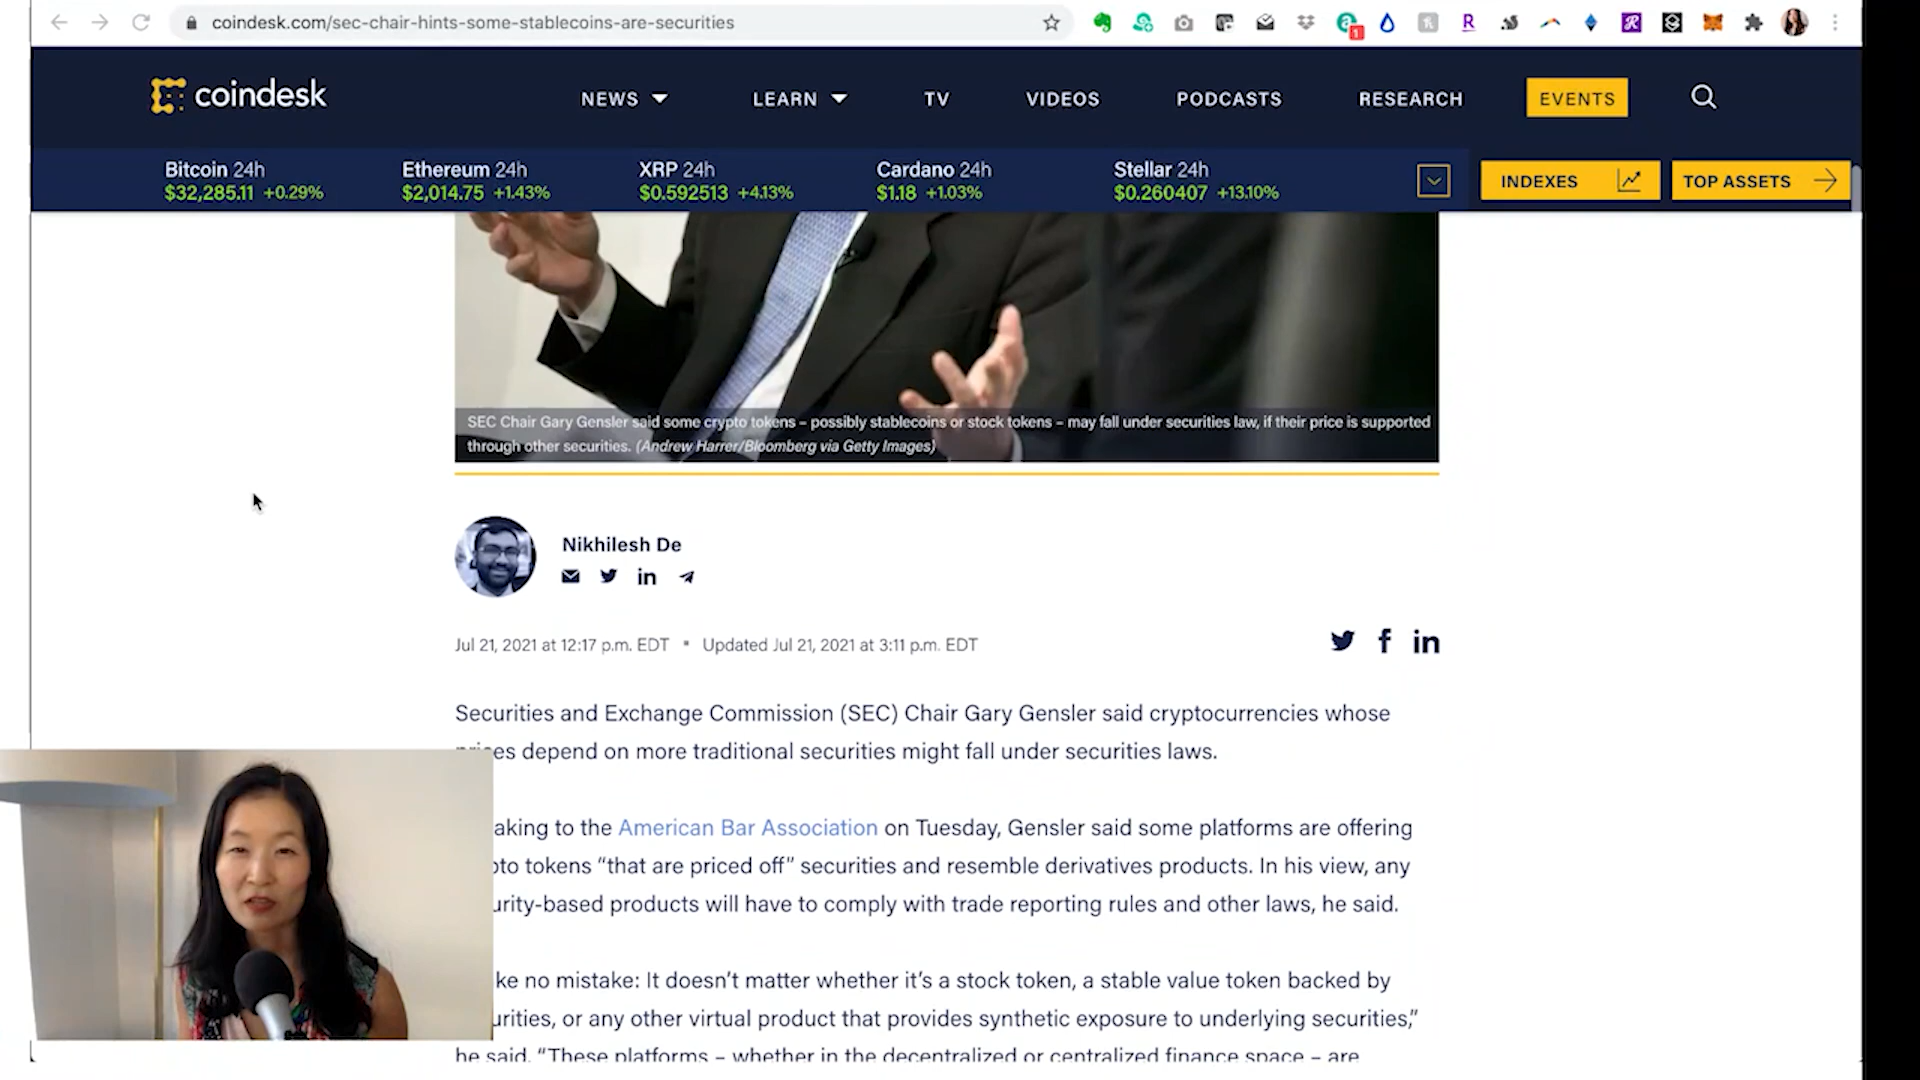 coindesk.com/sec-chair-hints-some-stablecoins-are-securities
coindesk
NEWS
LEARN
TV
VIDEOS
PODCASTS
RESEARCH
EVENTS
Bitcoin 24h
$32,285.11 +0.29%
Ethereum 24h
$2,014.75 +1.43%
XRP 24h
$0.592513 +4.13%
Cardano 24h
$1.18 +1.03%
Stellar 24h
$0.260407 +13.10%
INDEXES
TOP ASSETS
SEC Chair Gary Gensler said some crypto tokens – possibly stablecoins or stock tokens – may fall under securities law, if their price is supported
through other securities. (Andrew Harrer/Bloomberg via Getty Images)
Nikhilesh De
Jul 21, 2021 at 12:17 p.m. EDT
Updated Jul 21, 2021 at 3:11 p.m. EDT
Securities and Exchange Commission (SEC) Chair Gary Gensler said cryptocurrencies whose
depend on more traditional securities might fall under securities laws.
aking to the American Bar Association on Tuesday, Gensler said some platforms are offering
tokens “that are priced off” securities and resemble derivatives products. In his view, any
urity-based products will have to comply with trade reporting rules and other laws, he said.
ke no mistake: It doesn’t matter whether it’s a stock token, a stable value token backed by
urities, or any other virtual product that provides synthetic exposure to underlying securities,”
he said. “These platforms – whether in the decentralized or centralized finance space – are